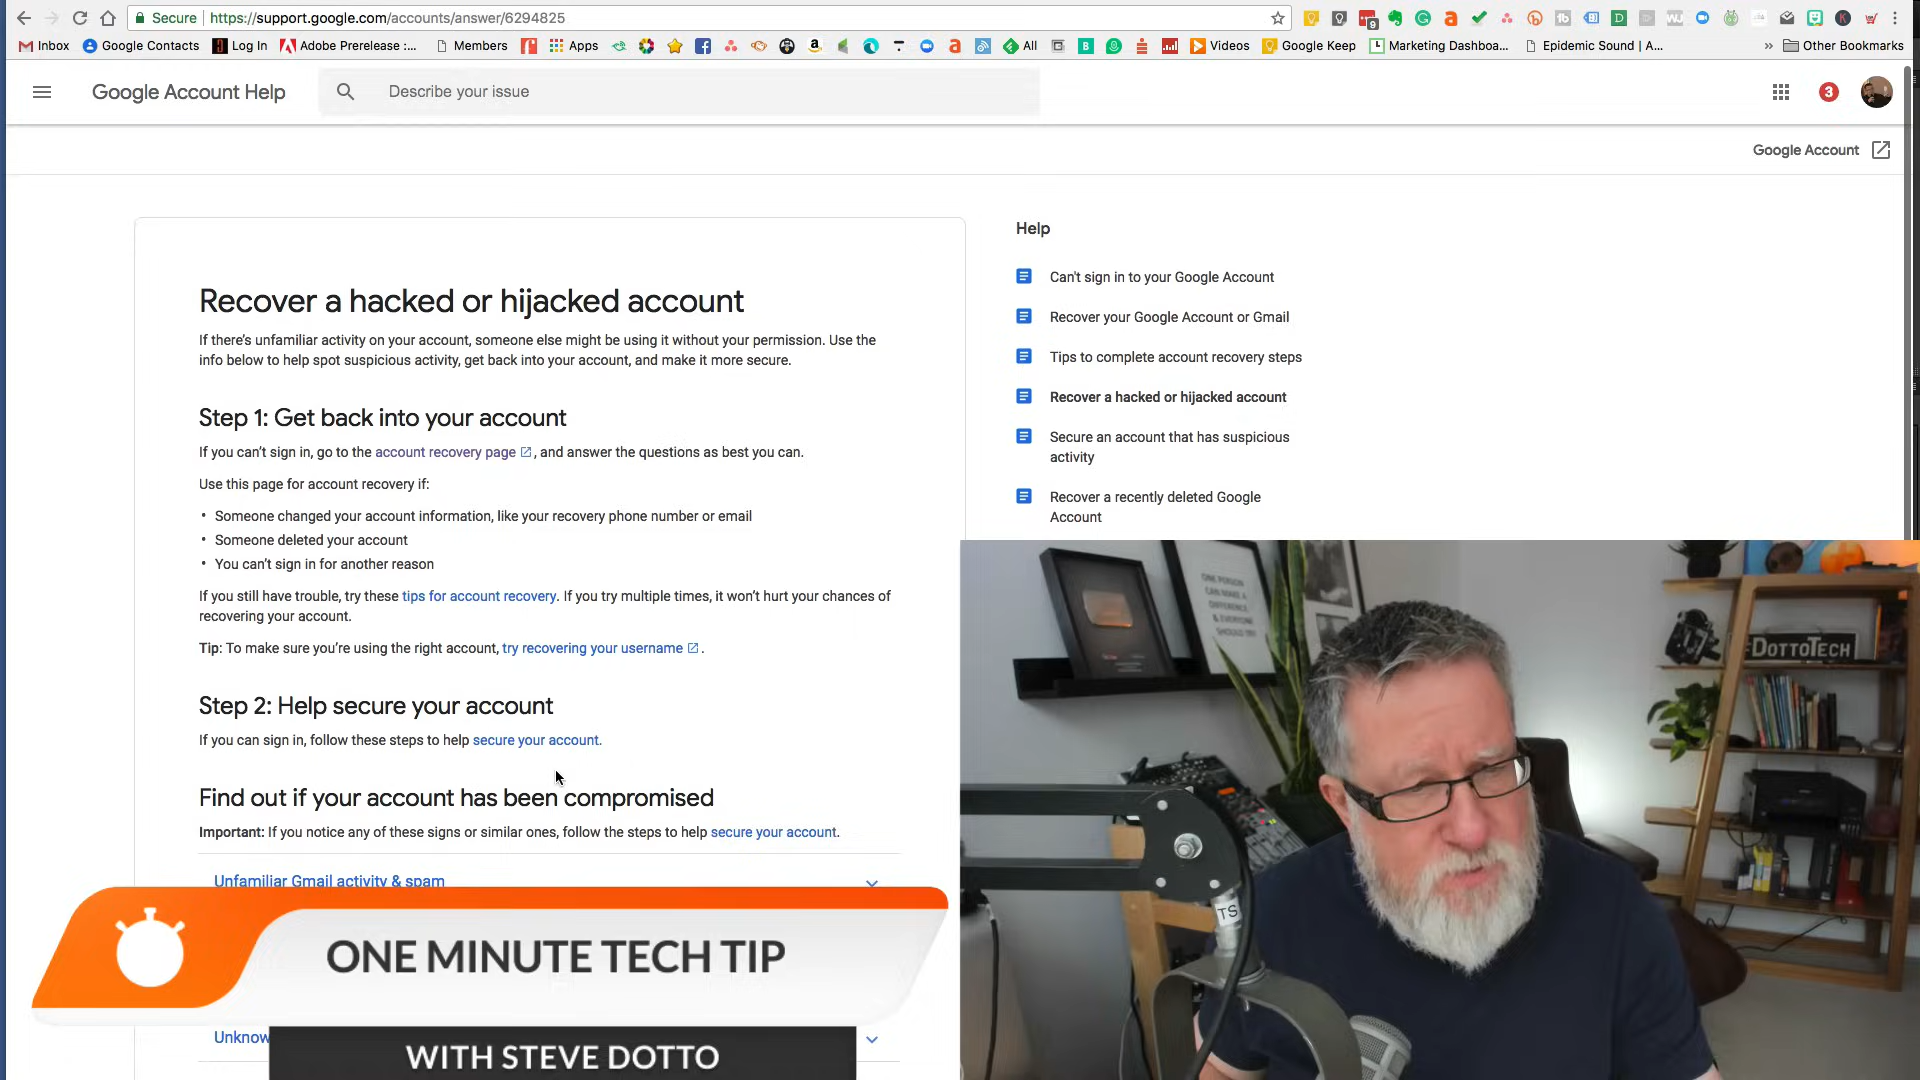 Secure https://support.google.com/accounts/answer/6294825
Inbox Google Contacts Log In Adobe Prerelease :... Members Apps All Videos Google Keep Marketing Dashboa... Epidemic Sound | A... » Other Bookmarks
Google Account Help
Describe your issue
3
Google Account
Recover a hacked or hijacked account
If there's unfamiliar activity on your account, someone else might be using it without your permission. Use the
info below to help spot suspicious activity, get back into your account, and make it more secure.
Step 1: Get back into your account
If you can't sign in, go to the account recovery page , and answer the questions as best you can.
Use this page for account recovery if:
• Someone changed your account information, like your recovery phone number or email
• Someone deleted your account
• You can't sign in for another reason
If you still have trouble, try these tips for account recovery. If you try multiple times, it won't hurt your chances of
recovering your account.
Tip: To make sure you're using the right account, try recovering your username .
Step 2: Help secure your account
If you can sign in, follow these steps to help secure your account.
Find out if your account has been compromised
Important: If you notice any of these signs or similar ones, follow the steps to help secure your account.
Unfamiliar Gmail activity & spam
Unknow
Help
Can't sign in to your Google Account
Recover your Google Account or Gmail
Tips to complete account recovery steps
Recover a hacked or hijacked account
Secure an account that has suspicious
activity
Recover a recently deleted Google
Account
ONE PERSON
CAN MAKE A
DIFFERENCE &
EVERYONE
SHOULD TRY
DOTTOTECH
TS
ONE MINUTE TECH TIP
WITH STEVE DOTTO